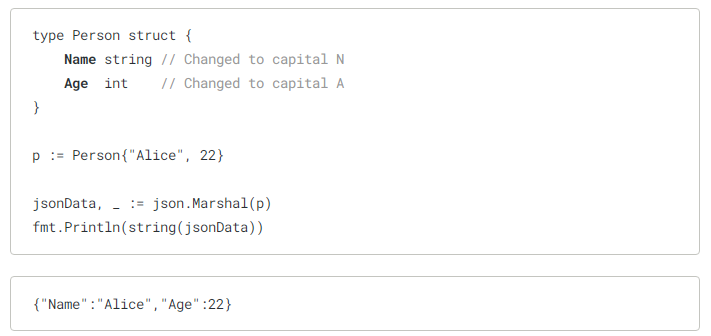 type Person struct {
    Name string // Changed to capital N
    Age  int    // Changed to capital A
}
p := Person{"Alice", 22}
jsonData, _ := json.Marshal(p)
fmt.Println(string(jsonData))
{"Name":"Alice","Age":22}